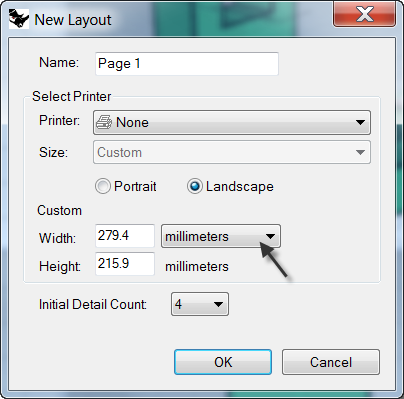 New Layout
Name: Page 1
Select Printer
Printer: None
Size: Custom
Portrait Landscape
Custom
Width: 279.4 millimeters
Height: 215.9 millimeters
Initial Detail Count: 4
OK Cancel